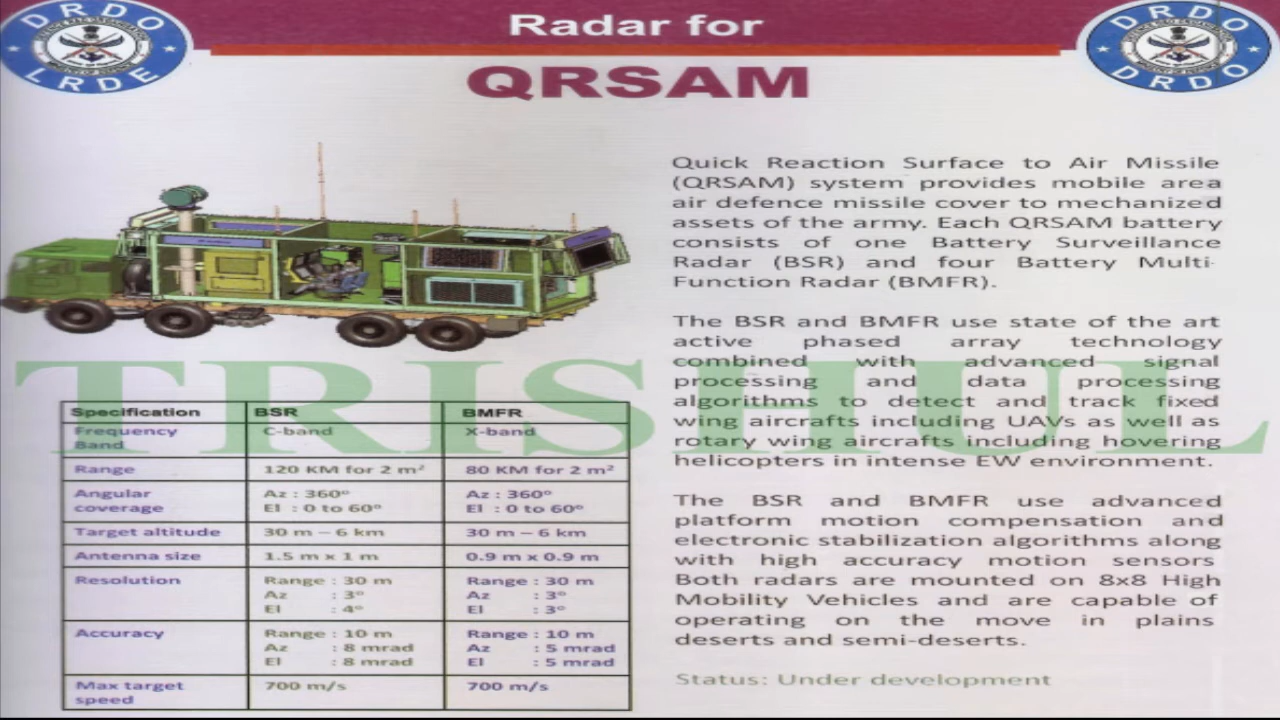 DRDO
LRDE
Radar for
DRDO
DRDO
QRSAM
Quick Reaction Surface to Air Missile
(QRSAM) system provides mobile area
air defence missile cover to mechanized
assets of the army. Each QRSAM battery
consists of one Battery Surveillance
Radar (BSR) and four Battery Multi-
Function Radar (BMFR).
The BSR and BMFR use state of the art
active phased array technology
combined with advanced signal
processing and data processing
algorithms to detect and track fixed
wing aircrafts including UAVs as well as
rotary wing aircrafts including hovering
helicopters in intense EW environment.
The BSR and BMFR use advanced
platform motion compensation and
electronic stabilization algorithms along
with high accuracy motion sensors
Both radars are mounted on 8x8 High
Mobility Vehicles and are capable of
operating on the move in plains
deserts and semi-deserts.
Status: Under development
TRISHUL
Specification BSR BMFR
Frequency Band C-band X-band
Range 120 KM for 2 m² 80 KM for 2 m²
Angular coverage Az : 360° El : 0 to 60° Az : 360° El : 0 to 60°
Target altitude 30 m – 6 km 30 m – 6 km
Antenna size 1.5 m x 1 m 0.9 m x 0.9 m
Resolution Range : 30 m Az : 3° El : 4° Range : 30 m Az : 3° El : 3°
Accuracy Range : 10 m Az : 8 mrad El : 8 mrad Range : 10 m Az : 5 mrad El : 5 mrad
Max target speed 700 m/s 700 m/s